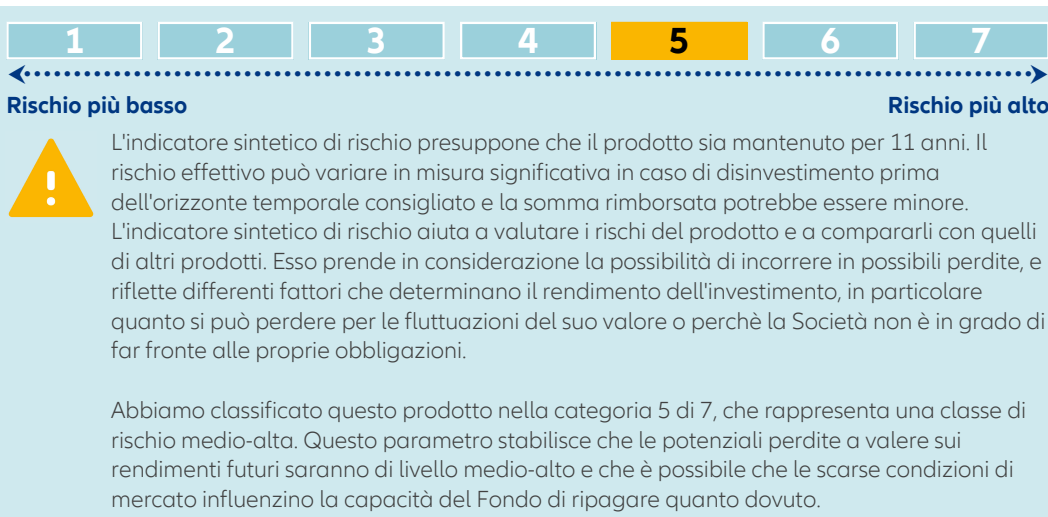 1 2 3 4 5 6 7
Rischio più basso Rischio più alto
L'indicatore sintetico di rischio presuppone che il prodotto sia mantenuto per 11 anni. Il
rischio effettivo può variare in misura significativa in caso di disinvestimento prima
dell'orizzonte temporale consigliato e la somma rimborsata potrebbe essere minore.
L'indicatore sintetico di rischio aiuta a valutare i rischi del prodotto e a compararli con quelli
di altri prodotti. Esso prende in considerazione la possibilità di incorrere in possibili perdite, e
riflette differenti fattori che determinano il rendimento dell'investimento, in particolare
quanto si può perdere per le fluttuazioni del suo valore o perchè la Società non è in grado di
far fronte alle proprie obbligazioni.
Abbiamo classificato questo prodotto nella categoria 5 di 7, che rappresenta una classe di
rischio medio-alta. Questo parametro stabilisce che le potenziali perdite a valere sui
rendimenti futuri saranno di livello medio-alto e che è possibile che le scarse condizioni di
mercato influenzino la capacità del Fondo di ripagare quanto dovuto.